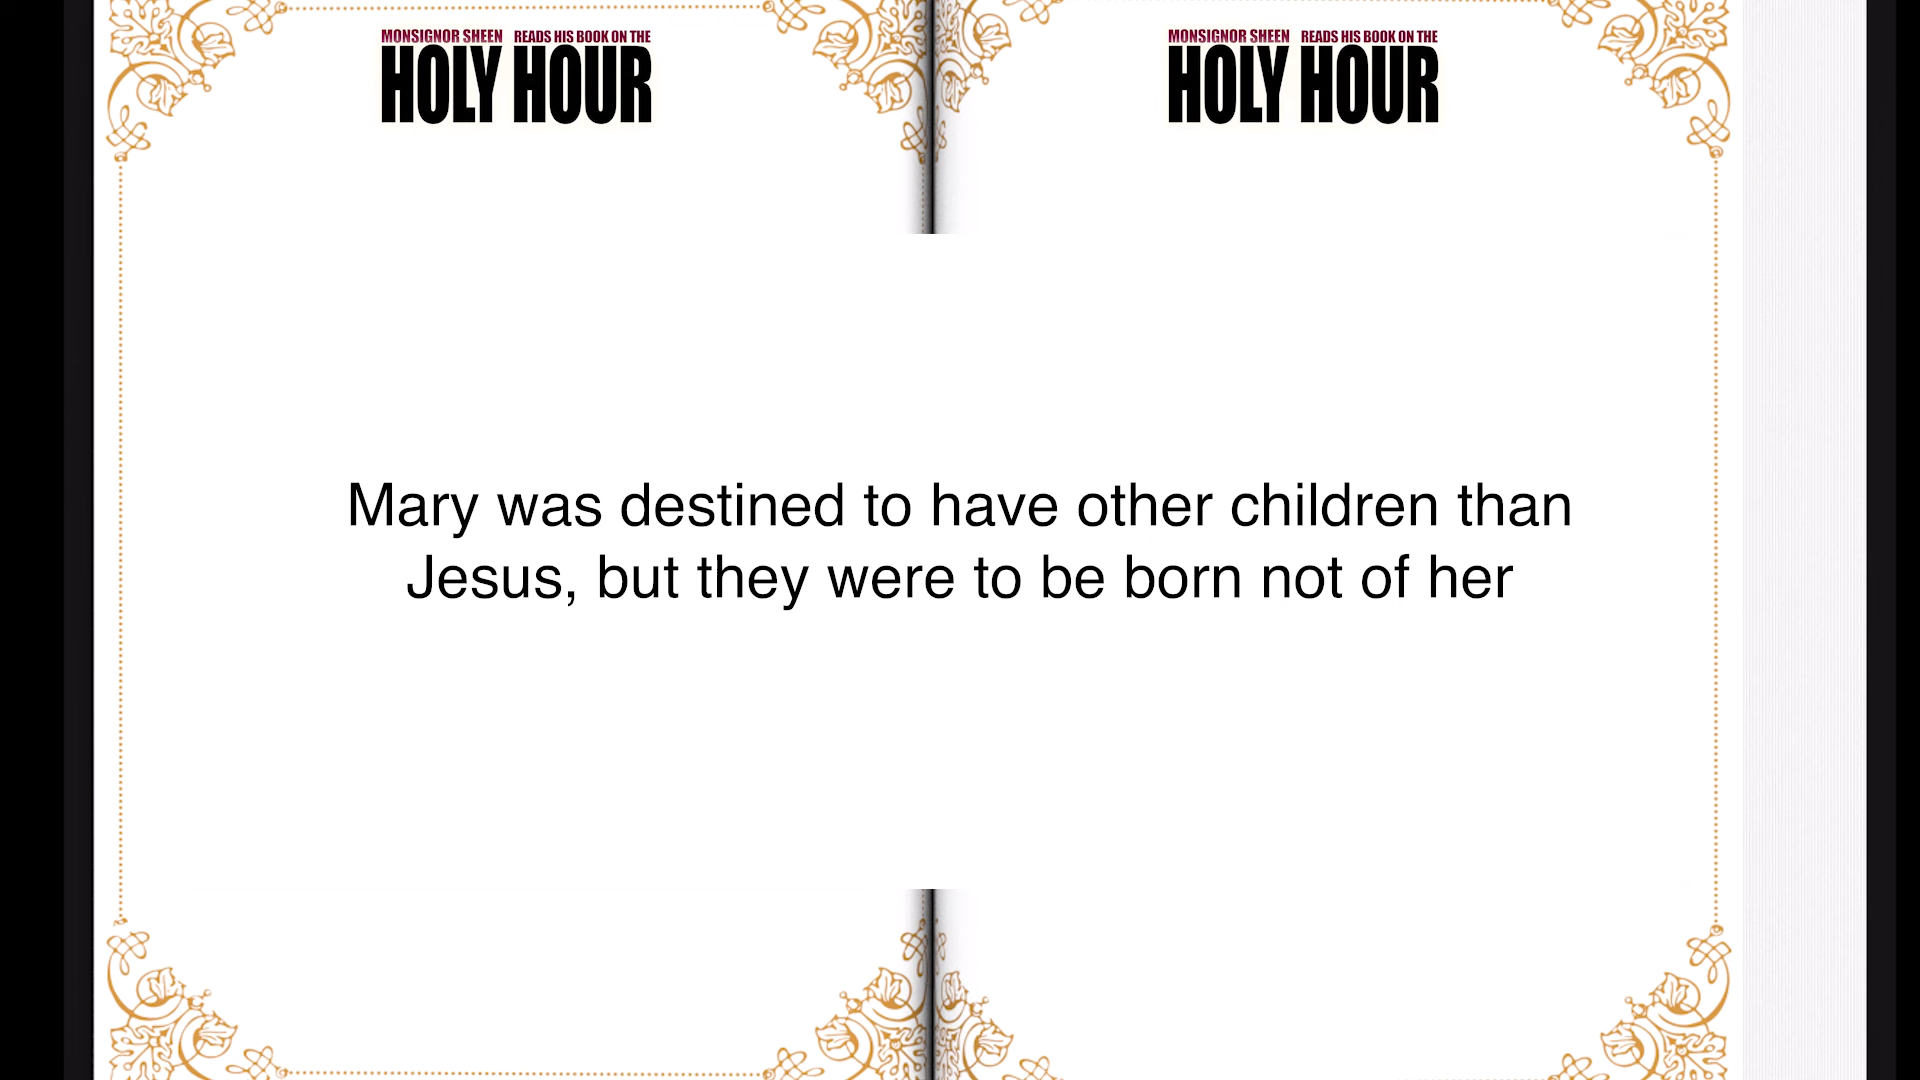 MONSIGNOR SHEEN READS HIS BOOK ON THE
HOLY HOUR
MONSIGNOR SHEEN READS HIS BOOK ON THE
HOLY HOUR
Mary was destined to have other children than
Jesus, but they were to be born not of her